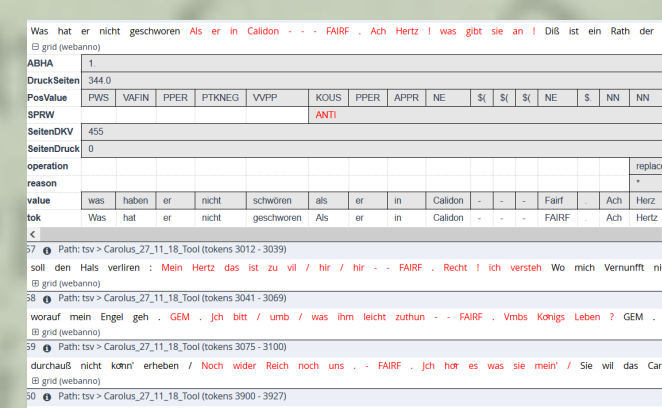 Was hat er nicht geschworen Als er in Calidon - - - FAIRF . Ach Hertz ! was gibt sie an ! Diß ist ein Rath der
grid (webanno)
ABHA 1.
DruckSeiten 344.0
PosValue PWS VAFIN PPER PTKNEG VVPP KOUS PPER APPR NE $( $( $( NE $. NN NN
SPRW ANTI
SeitenDKV 455
SeitenDruck 0
operation replace
reason *
value was haben er nicht schwören als er in Calidon - - - Fairf . Ach Herz
tok Was hat er nicht geschworen Als er in Calidon - - - FAIRF . Ach Hertz
57 Path: tsv > Carolus_27_11_18_Tool (tokens 3012 - 3039)
soll den Hals verliren : Mein Hertz das ist zu vil / hir / hir - - FAIRF . Recht ! ich versteh Wo mich Vernunfft
grid (webanno)
58 Path: tsv > Carolus_27_11_18_Tool (tokens 3041 - 3069)
worauf mein Engel geh . GEM . Jch bitt / umb / was ihm leicht zuthun - - FAIRF . Vmbs Koͤnigs Leben ? GEM .
grid (webanno)
59 Path: tsv > Carolus_27_11_18_Tool (tokens 3075 - 3100)
durchauß nicht koͤnn' erheben / Noch wider Reich noch uns . - FAIRF . Jch hoͤr es was sie mein' / Sie wil das
grid (webanno)
60 Path: tsv > Carolus_27_11_18_Tool (tokens 3900 - 3927)